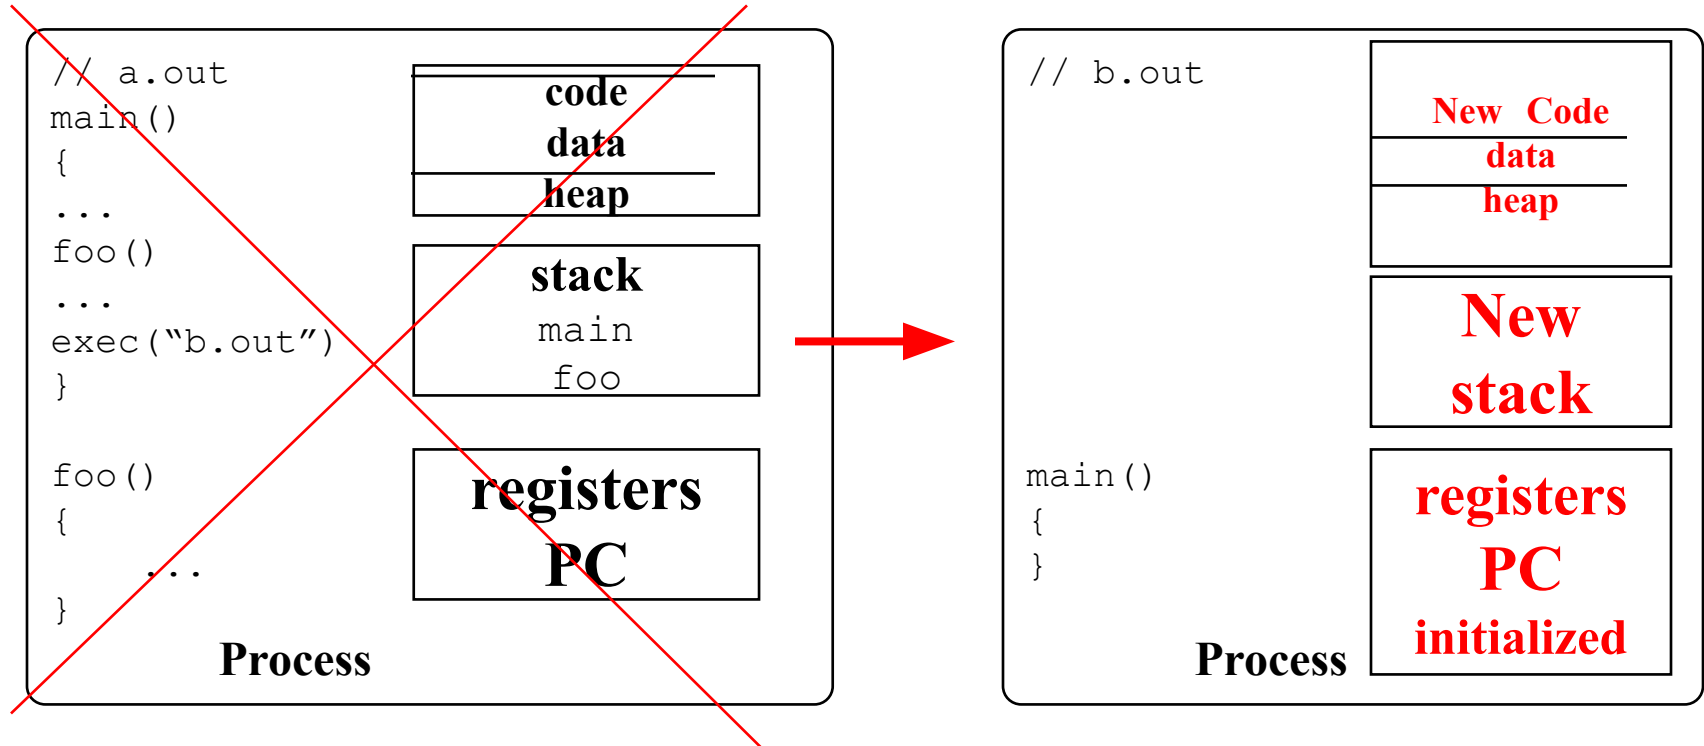 // a.out
main()
{
...
foo()
...
exec(“b.out”)
}
foo()
{
...
}
Process
code
data
heap
stack
main
foo
registers
PC
// b.out
main()
{
}
Process
New Code
data
heap
New
stack
registers
PC
initialized